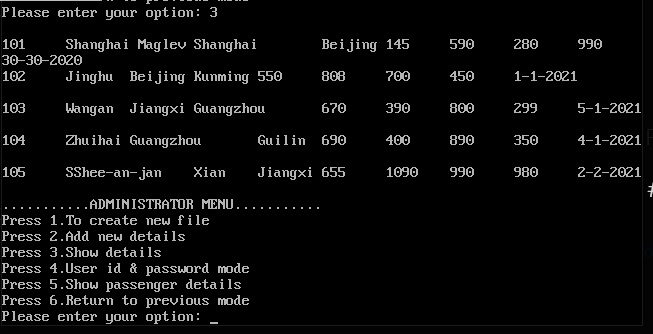 Please enter your option: 3
101 Shanghai Maglev Shanghai Beijing 145 590 280 990
30-30-2020
102 Jinghu Beijing Kunming 550 808 700 450 1-1-2021
103 Wangan Jiangxi Guangzhou 670 390 800 299 5-1-2021
104 Zhuihai Guangzhou Guilin 690 400 890 350 4-1-2021
105 SShee-an-jan Xian Jiangxi 655 1090 990 980 2-2-2021
...........ADMINISTRATOR MENU...........
Press 1.To create new file
Press 2.Add new details
Press 3.Show details
Press 4.User id & password mode
Press 5.Show passenger details
Press 6.Return to previous mode
Please enter your option: _